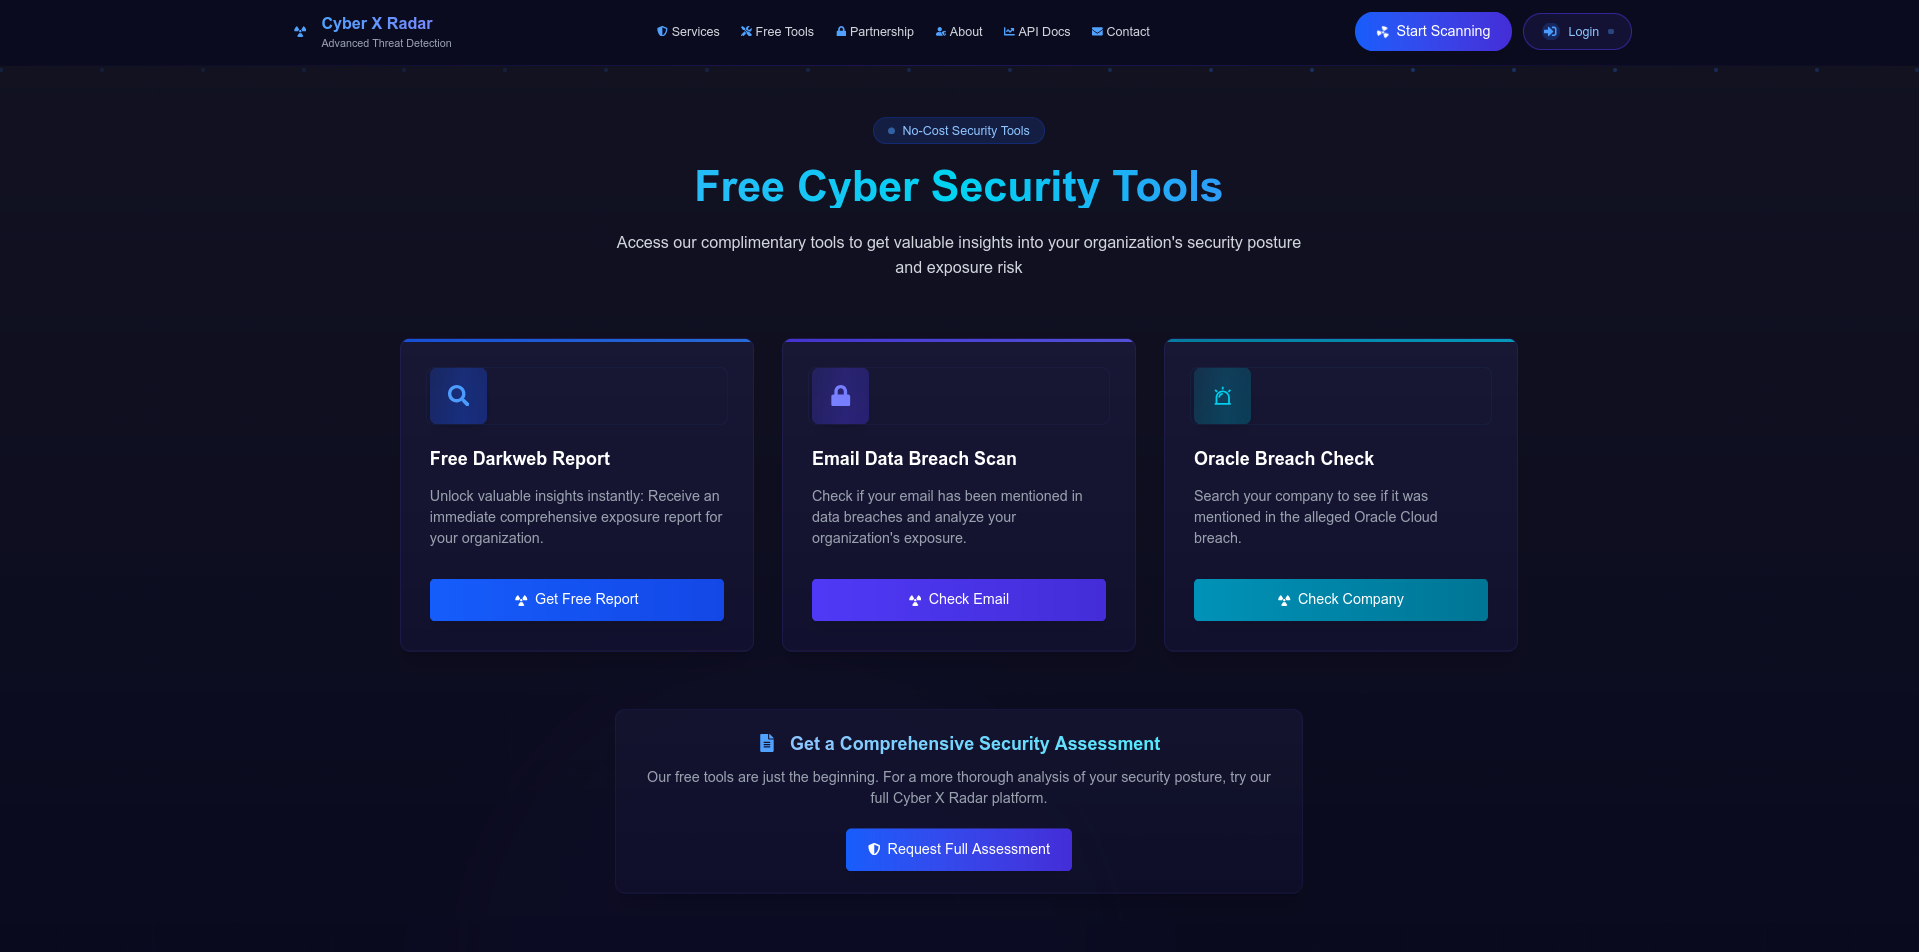 Cyber X Radar
Advanced Threat Detection
Services
Free Tools
Partnership
About
API Docs
Contact
Start Scanning
Login
No-Cost Security Tools
Free Cyber Security Tools
Access our complimentary tools to get valuable insights into your organization's security posture
and exposure risk
Free Darkweb Report
Unlock valuable insights instantly: Receive an
immediate comprehensive exposure report for
your organization.
Get Free Report
Email Data Breach Scan
Check if your email has been mentioned in
data breaches and analyze your
organization's exposure.
Check Email
Oracle Breach Check
Search your company to see if it was
mentioned in the alleged Oracle Cloud
breach.
Check Company
Get a Comprehensive Security Assessment
Our free tools are just the beginning. For a more thorough analysis of your security posture, try our
full Cyber X Radar platform.
Request Full Assessment